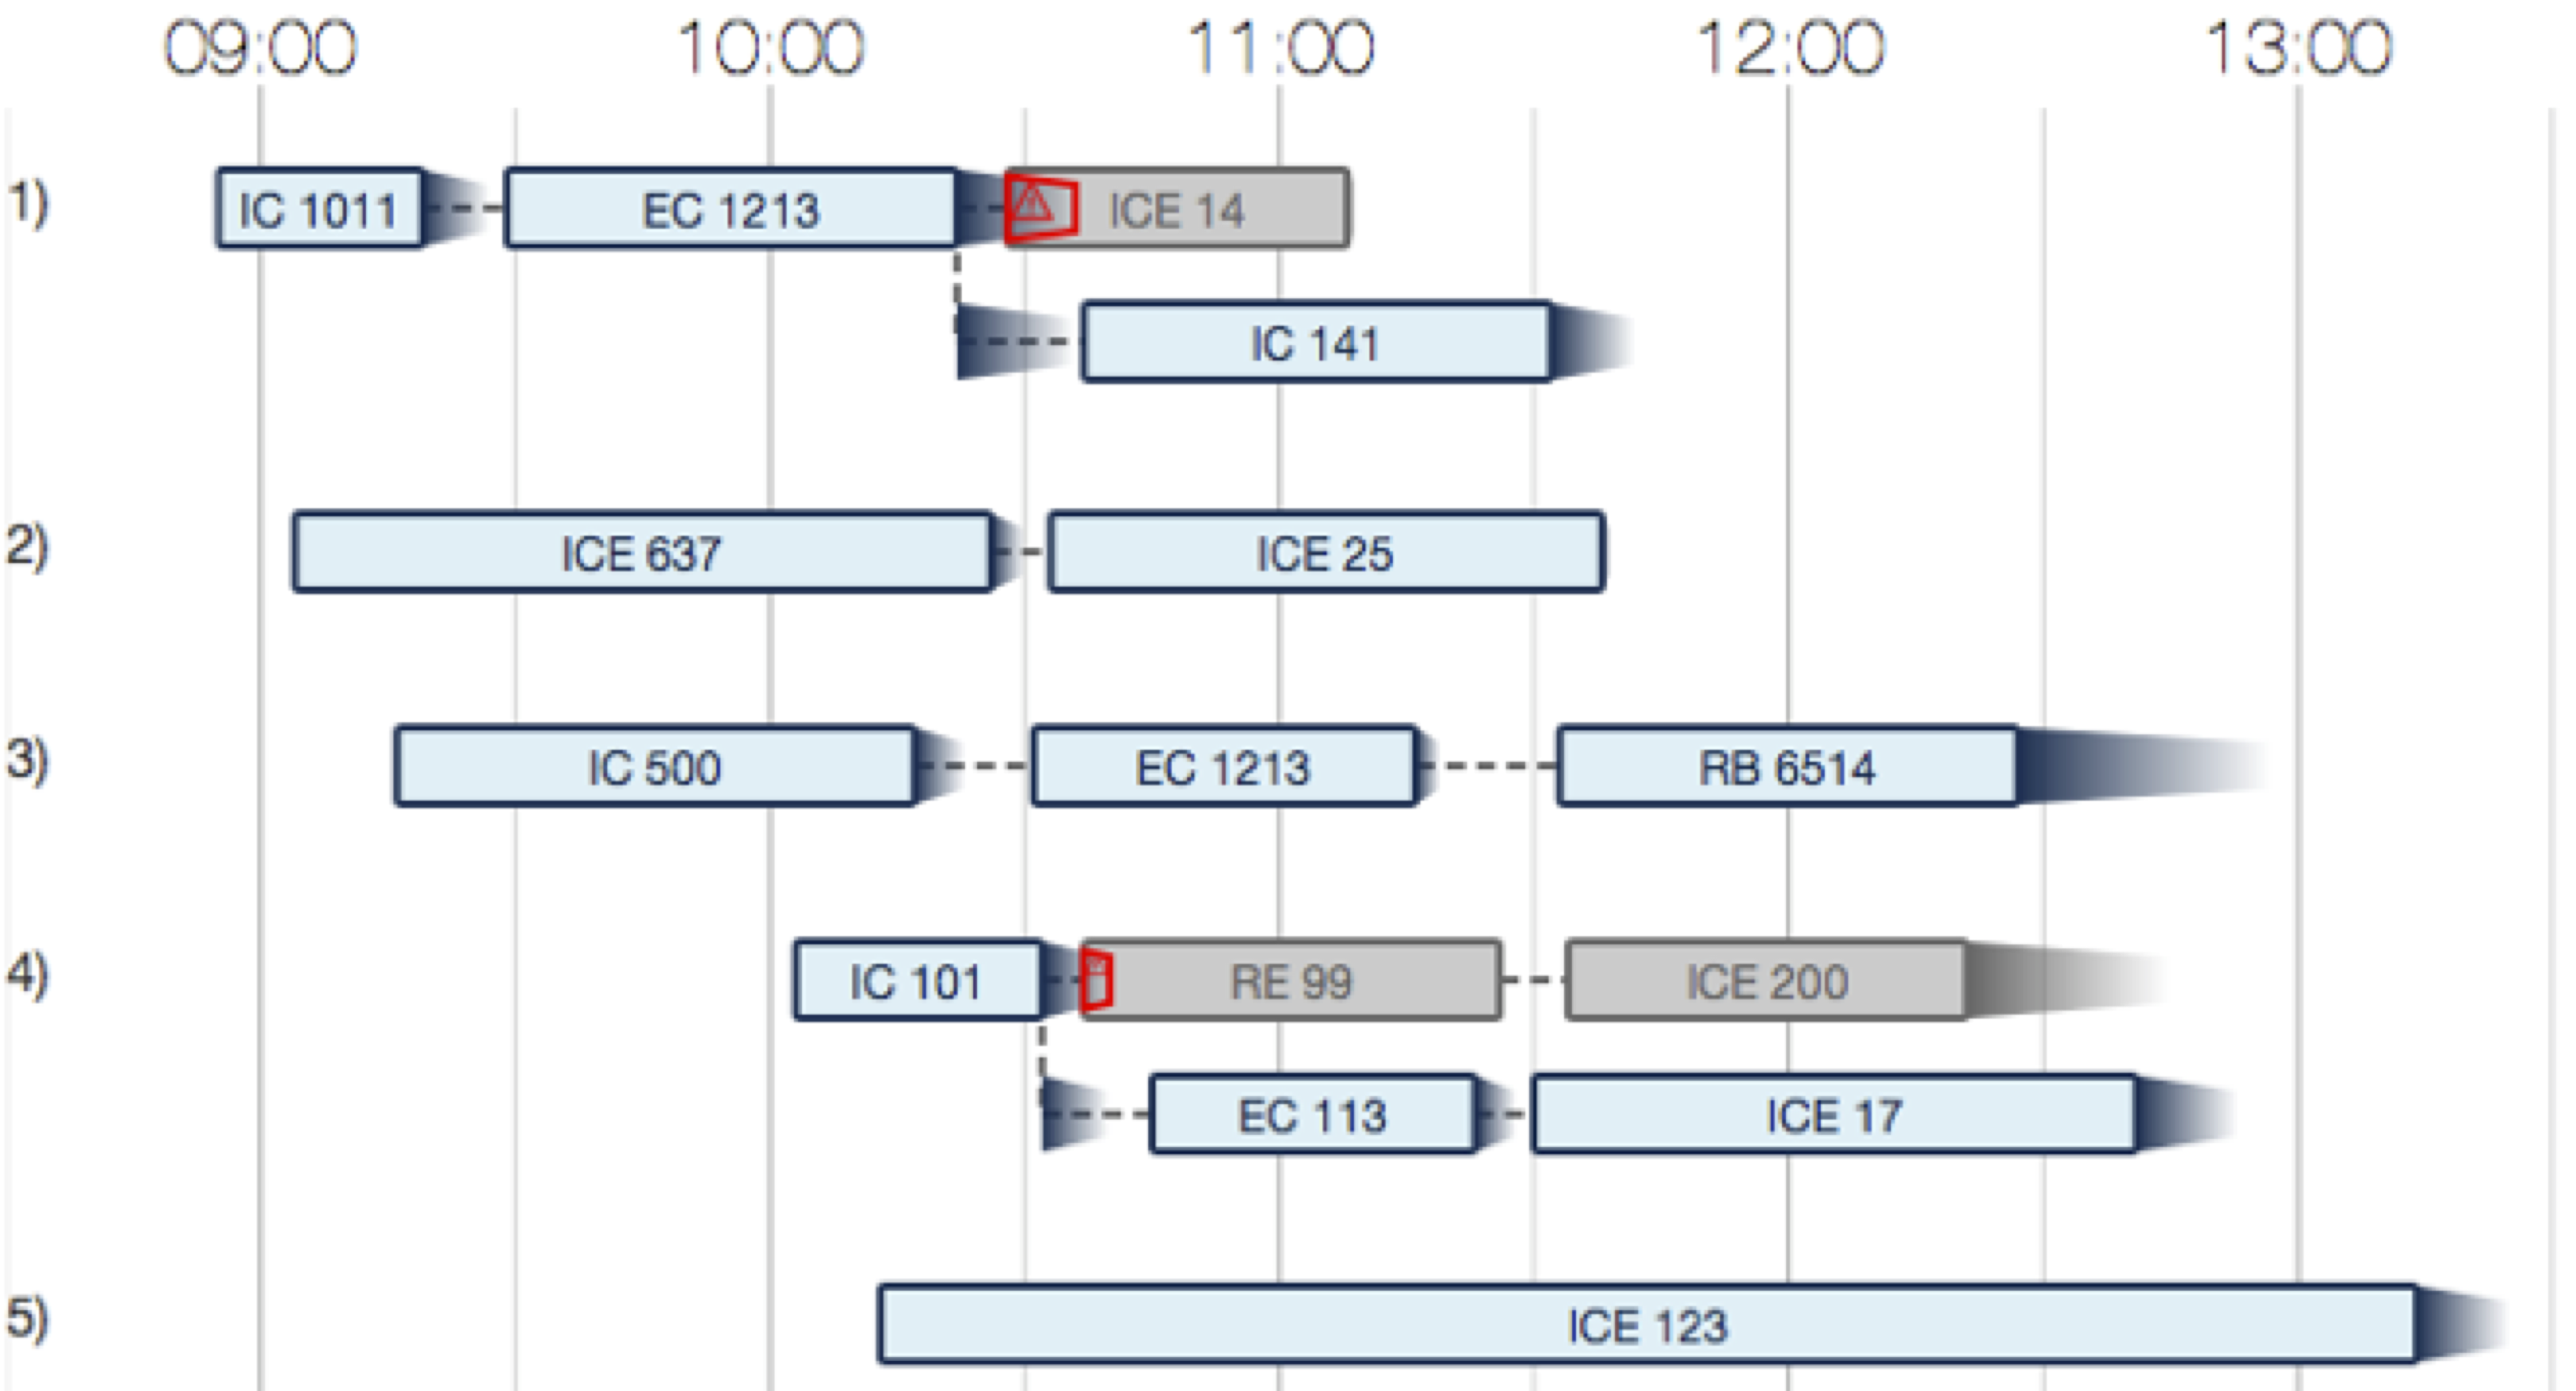 09:00 10:00 11:00 12:00 13:00
1) IC 1011 EC 1213 ICE 14
IC 141
2) ICE 637 ICE 25
3) IC 500 EC 1213 RB 6514
4) IC 101 RE 99 ICE 200
EC 113 ICE 17
5) ICE 123